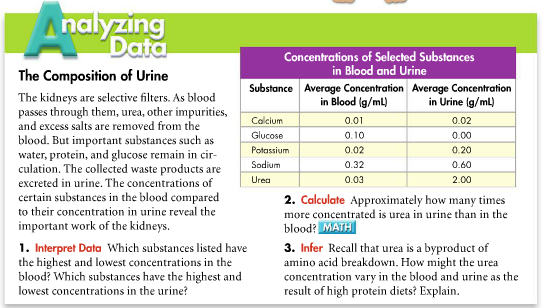 Analyzing
Data
The Composition of Urine
The kidneys are selective filters. As blood
passes through them, urea, other impurities,
and excess salts are removed from the
blood. But important substances such as
water, protein, and glucose remain in cir-
culation. The collected waste products are
excreted in urine. The concentrations of
certain substances in the blood compared
to their concentration in urine reveal the
important work of the kidneys.
1. Interpret Data Which substances listed have
the highest and lowest concentrations in the
blood? Which substances have the highest and
lowest concentrations in the urine?
Concentrations of Selected Substances
in Blood and Urine
Substance Average Concentration Average Concentration
in Blood (g/mL) in Urine (g/mL)
Calcium 0.01 0.02
Glucose 0.10 0.00
Potassium 0.02 0.20
Sodium 0.32 0.60
Urea 0.03 2.00
2. Calculate Approximately how many times
more concentrated is urea in urine than in the
blood? MATH
3. Infer Recall that urea is a byproduct of
amino acid breakdown. How might the urea
concentration vary in the blood and urine as the
result of high protein diets? Explain.